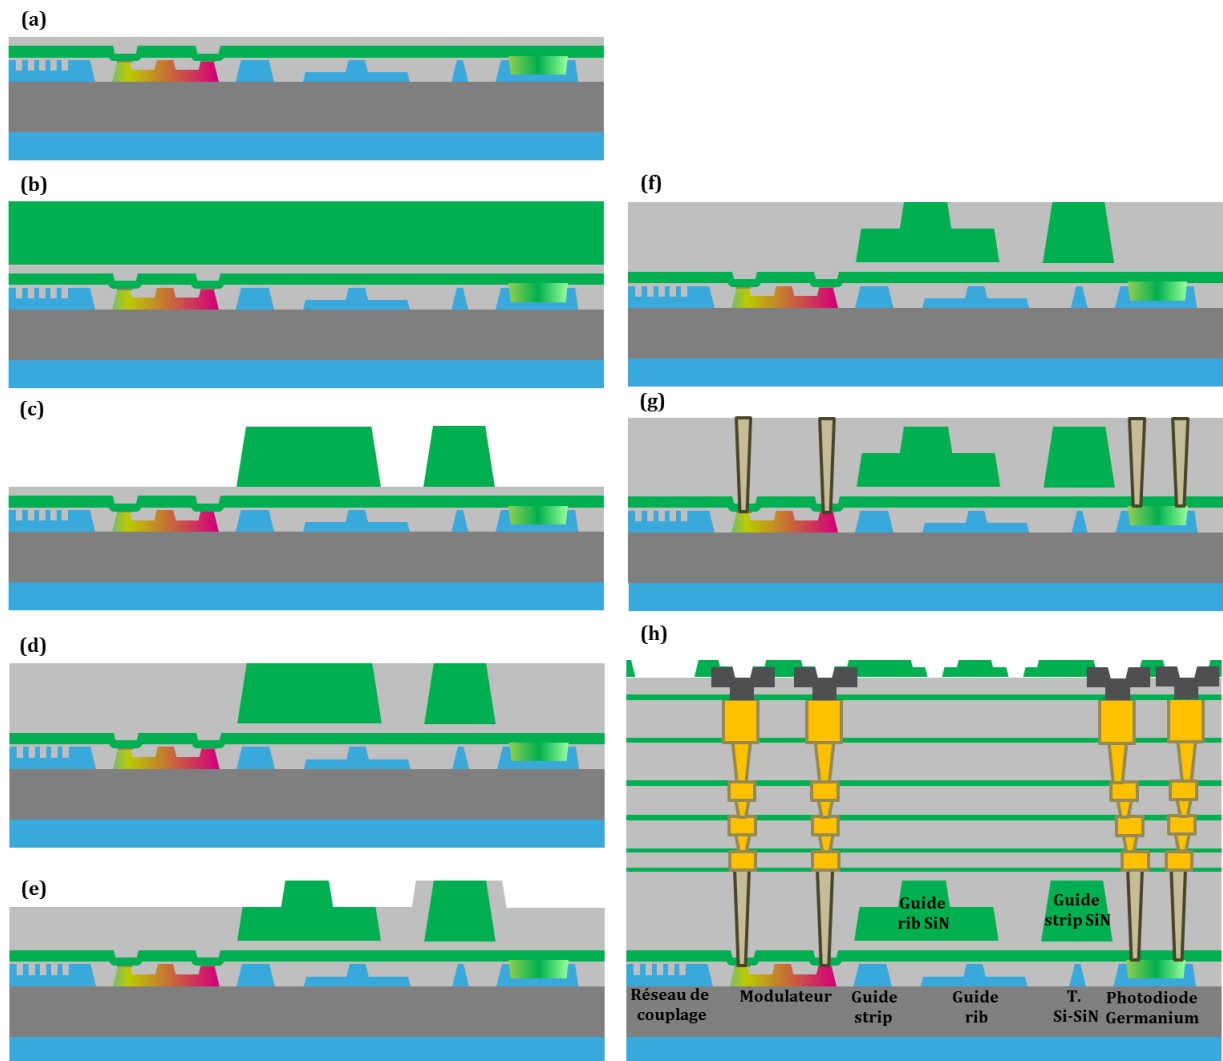 (a)
(b)
(c)
(d)
(e)
(f)
(g)
(h)
Guide
rib SiN
Guide
strip SiN
Réseau de
couplage
Modulateur
Guide
strip
Guide
rib
T.
Si-SiN
Photodiode
Germanium